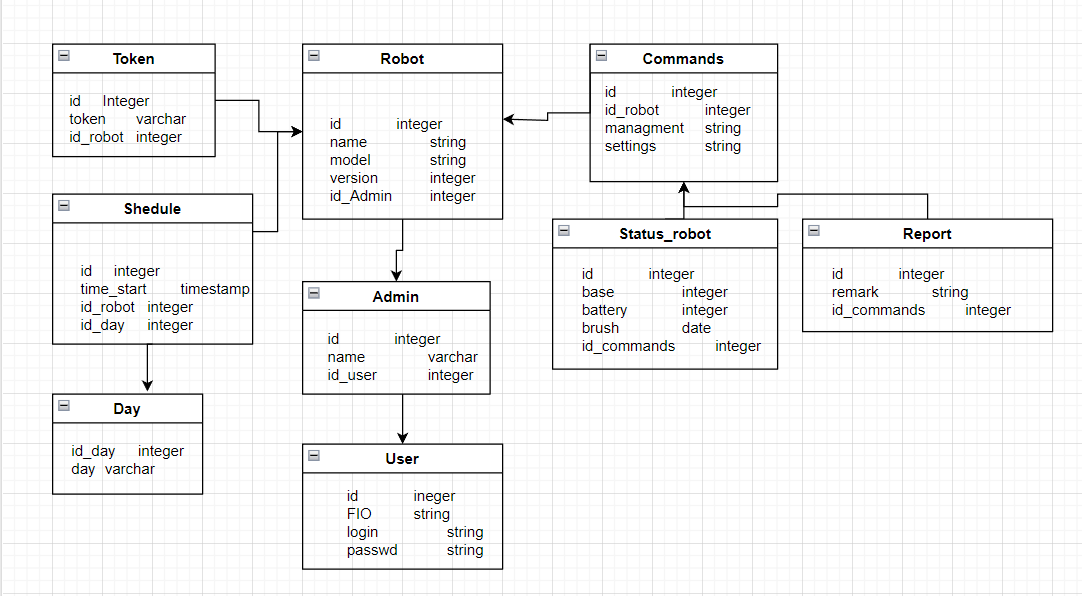 Token
id Integer
token varchar
id_robot integer
Robot
id integer
name string
model string
version integer
id_Admin integer
Commands
id integer
id_robot integer
managment string
settings string
Shedule
id integer
time_start timestamp
id_robot integer
id_day integer
Status_robot
id integer
base integer
battery integer
brush date
id_commands integer
Report
id integer
remark string
id_commands integer
Admin
id integer
name varchar
id_user integer
Day
id_day integer
day varchar
User
id ineger
FIO string
login string
passwd string